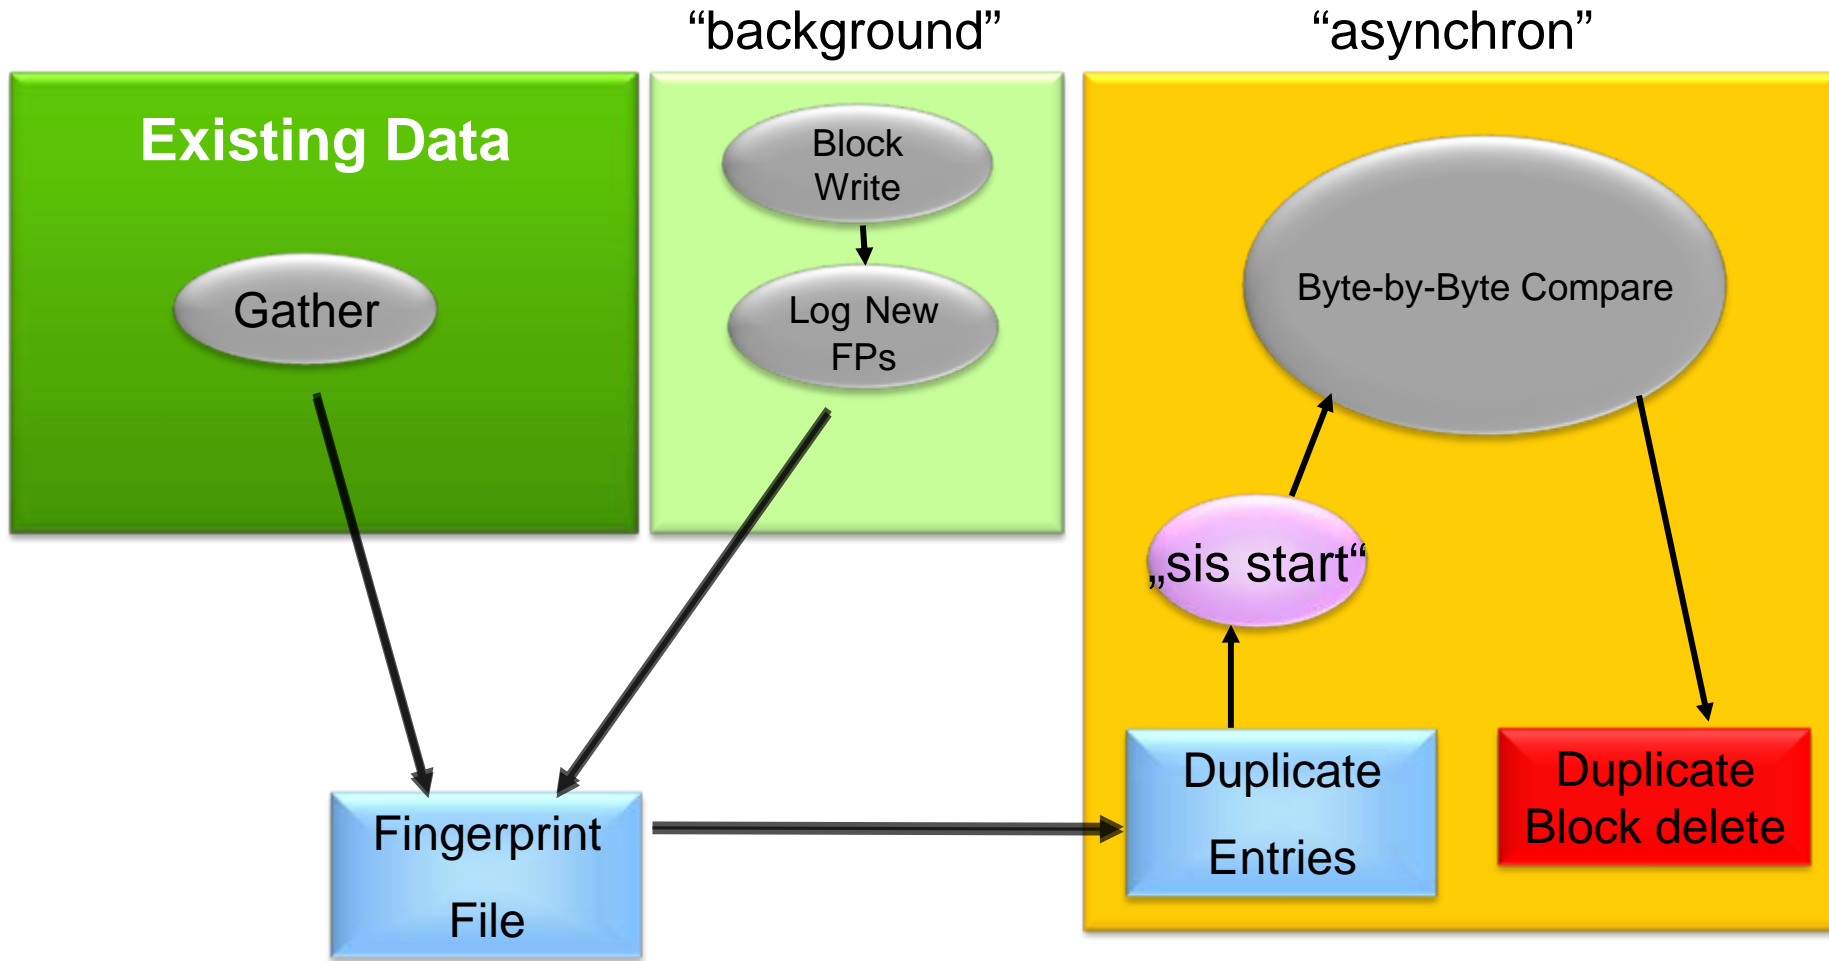 “background”
“asynchron”
Existing Data
Gather
Block
Write
Log New
FPs
Byte-by-Byte Compare
„sis start“
Fingerprint
File
Duplicate
Entries
Duplicate
Block delete